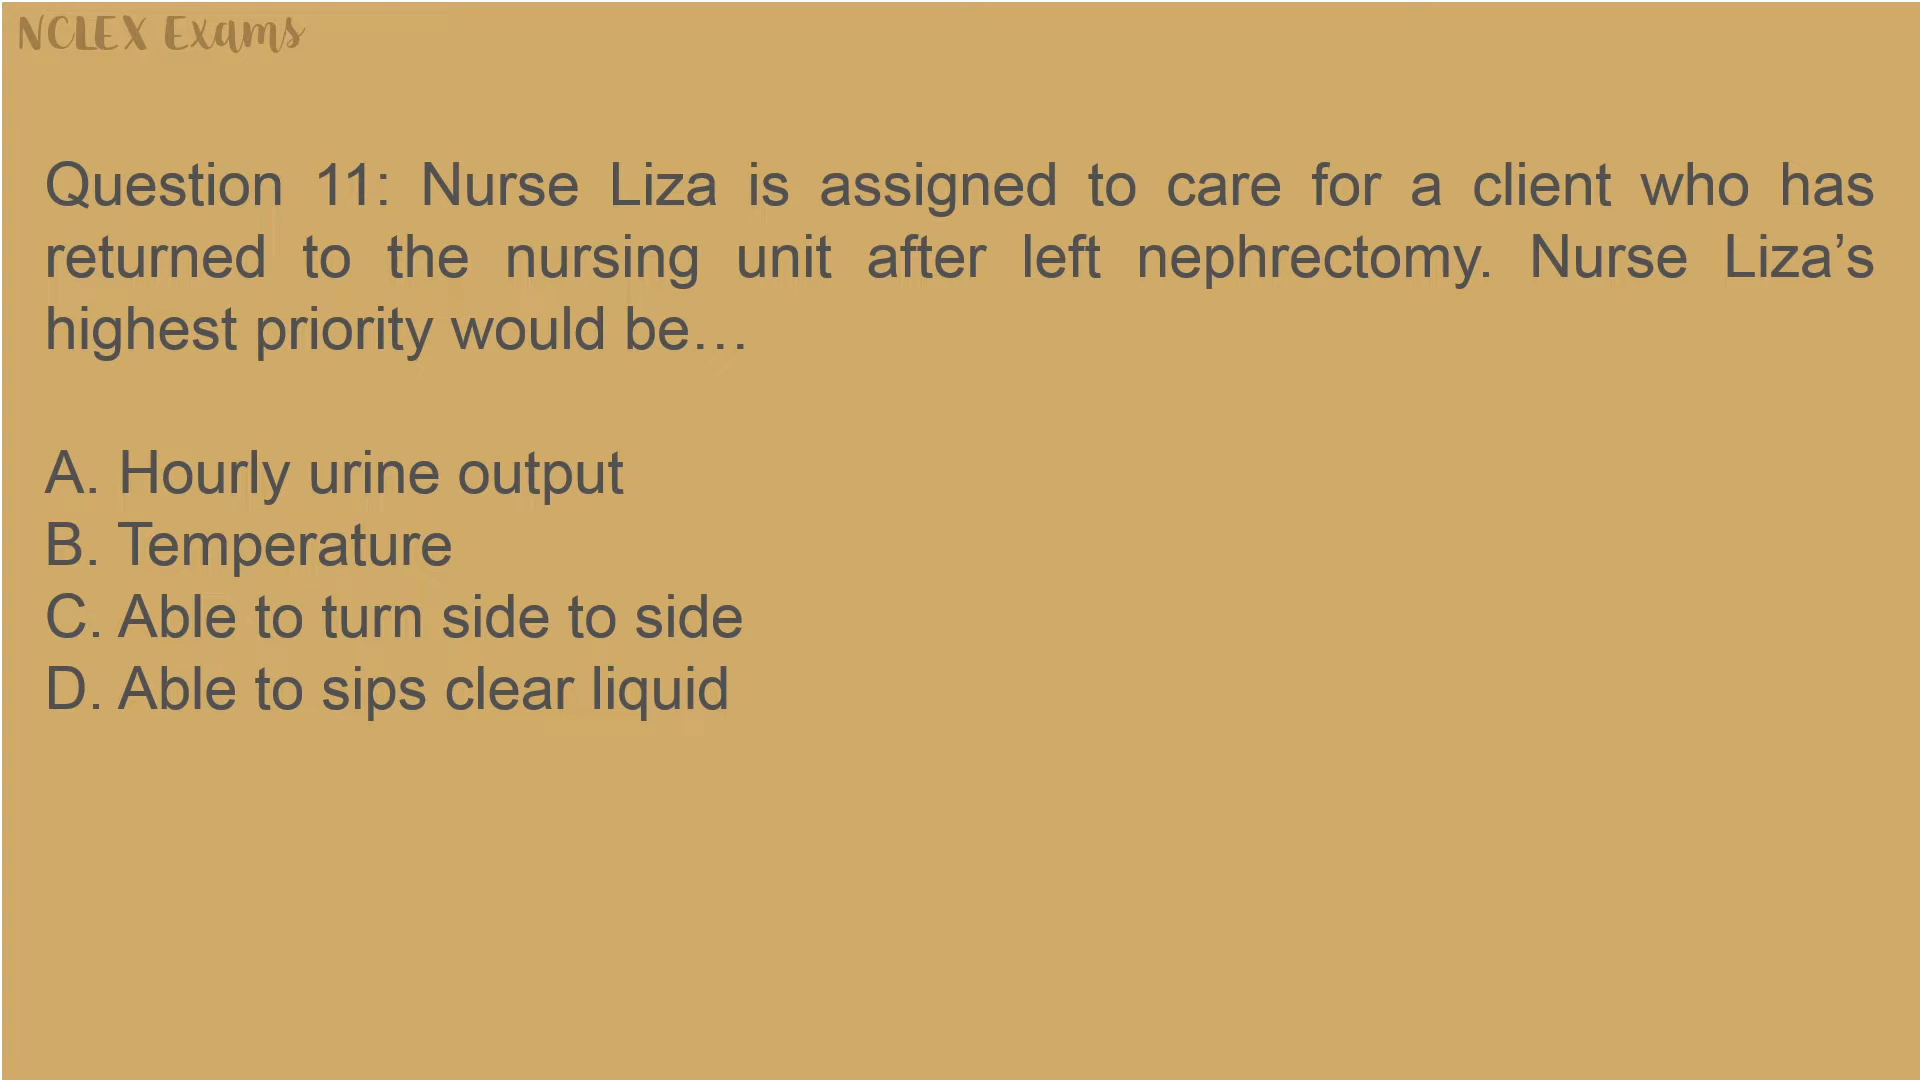 NCLEX Exams
Question 11: Nurse Liza is assigned to care for a client who has
returned to the nursing unit after left nephrectomy. Nurse Liza’s
highest priority would be…
A. Hourly urine output
B. Temperature
C. Able to turn side to side
D. Able to sips clear liquid